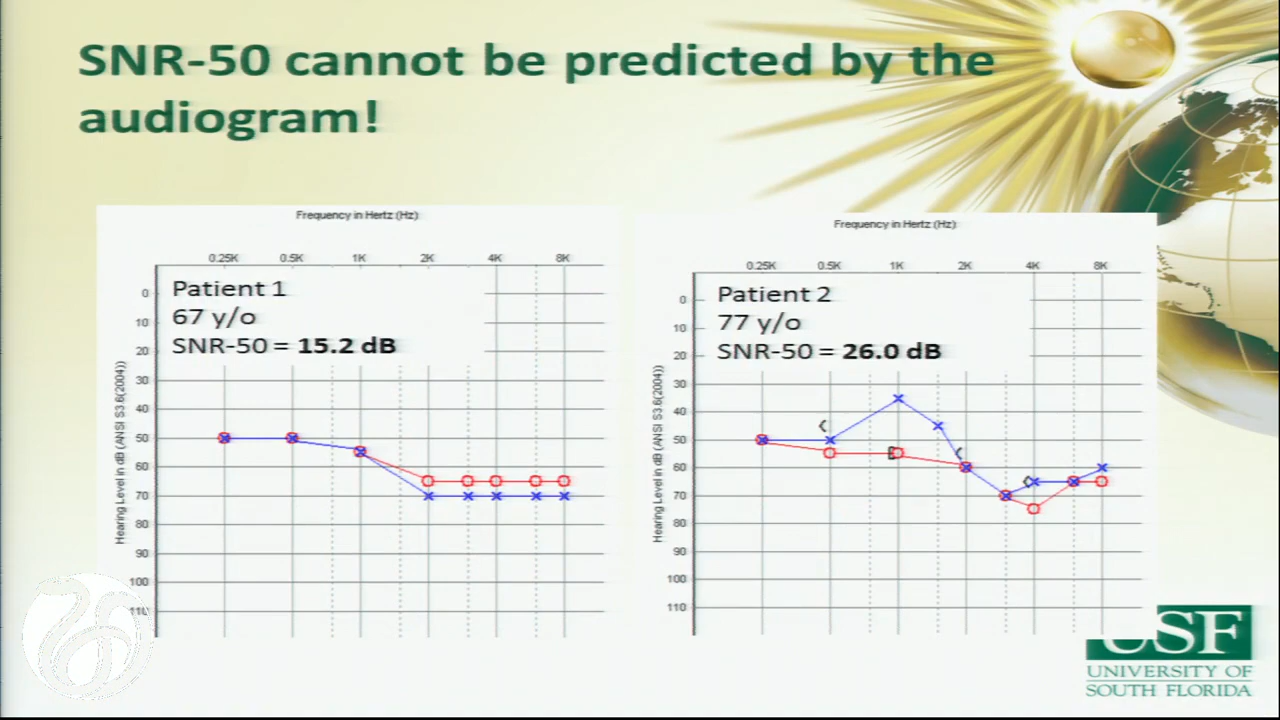 SNR-50 cannot be predicted by the
audiogram!
Frequency in Hertz (Hz)
0.25K 0.5K 1K 2K 4K 8K
Patient 1
67 y/o
SNR-50 = 15.2 dB
0
10
20
30
40
50
60
70
80
90
100
110
Hearing Level in dB (ANSI S3.6(2004))
Frequency in Hertz (Hz)
0.25K 0.5K 1K 2K 4K 8K
Patient 2
77 y/o
SNR-50 = 26.0 dB
0
10
20
30
40
50
60
70
80
90
100
110
Hearing Level in dB (ANSI S3.6(2004))
USF
UNIVERSITY OF
SOUTH FLORIDA